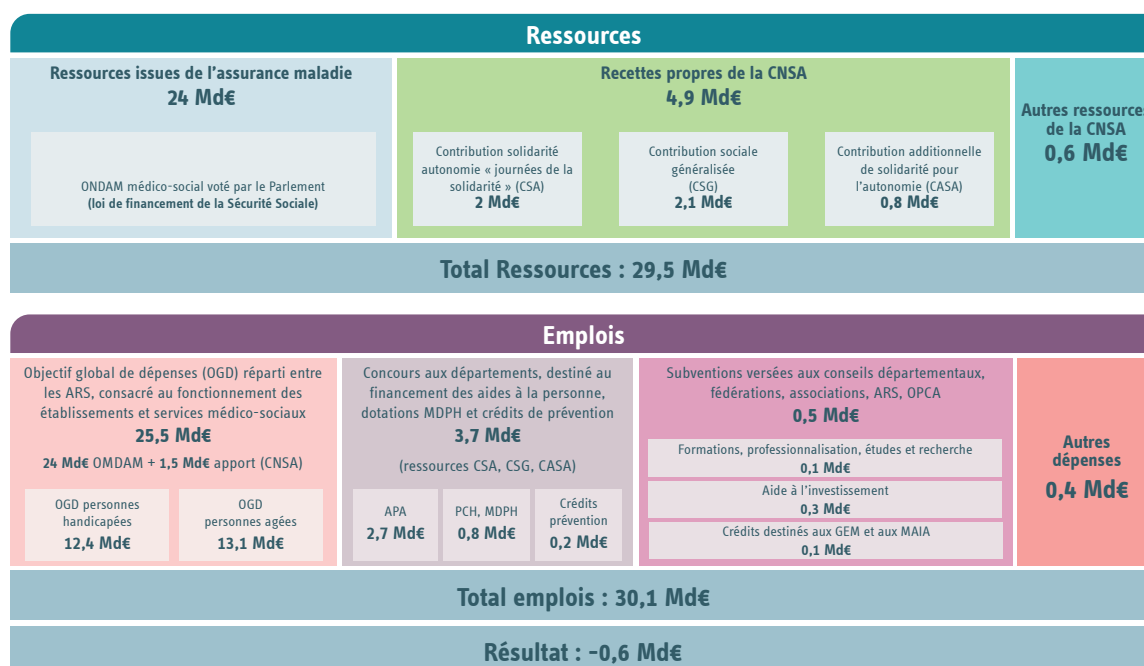 Ressources
Ressources issues de l'assurance maladie
24 Md€
ONDAM médico-social voté par le Parlement
(loi de financement de la Sécurité Sociale)
Recettes propres de la CNSA
4,9 Md€
Contribution solidarité
autonomie « journées de la
solidarité » (CSA)
2 Md€
Contribution sociale
généralisée
(CSG)
2,1 Md€
Contribution additionnelle
de solidarité pour
l'autonomie (CASA)
0,8 Md€
Autres ressources
de la CNSA
0,6 Md€
Total Ressources : 29,5 Md€
Emplois
Objectif global de dépenses (OGD) réparti entre
les ARS, consacré au fonctionnement des
établissements et services médico-sociaux
25,5 Md€
24 Md€ OMDAM + 1,5 Md€ apport (CNSA)
OGD personnes
handicapées
12,4 Md€
OGD
personnes agées
13,1 Md€
Concours aux départements, destiné au
financement des aides à la personne,
dotations MDPH et crédits de prévention
3,7 Md€
(ressources CSA, CSG, CASA)
APA
2,7 Md€
PCH, MDPH
0,8 Md€
Crédits
prévention
0,2 Md€
Subventions versées aux conseils départementaux,
fédérations, associations, ARS, OPCA
0,5 Md€
Formations, professionnalisation, études et recherche
0,1 Md€
Aide à l'investissement
0,3 Md€
Crédits destinés aux GEM et aux MAIA
0,1 Md€
Autres
dépenses
0,4 Md€
Total emplois : 30,1 Md€
Résultat : -0,6 Md€